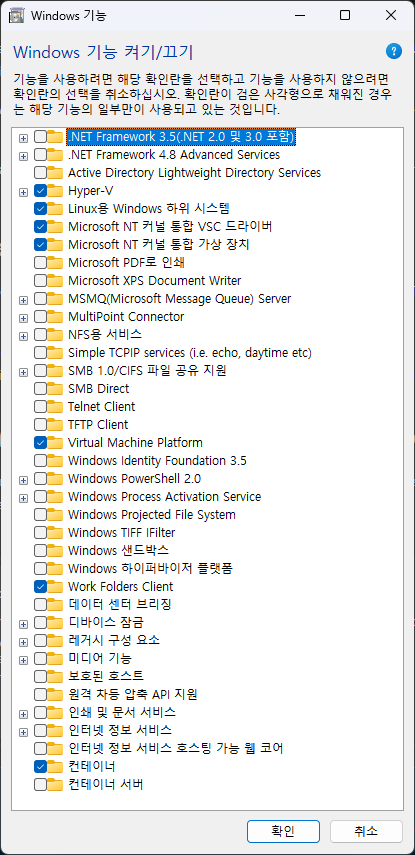 Windows 기능
Windows 기능 켜기/끄기
기능을 사용하려면 해당 확인란을 선택하고 기능을 사용하지 않으려면
확인란의 선택을 취소하십시오. 확인란이 검은 사각형으로 채워진 경우
는 해당 기능의 일부만이 사용되고 있는 것입니다.
.NET Framework 3.5(.NET 2.0 및 3.0 포함)
.NET Framework 4.8 Advanced Services
Active Directory Lightweight Directory Services
Hyper-V
Linux용 Windows 하위 시스템
Microsoft NT 커널 통합 VSC 드라이버
Microsoft NT 커널 통합 가상 장치
Microsoft PDF로 인쇄
Microsoft XPS Document Writer
MSMQ(Microsoft Message Queue) Server
MultiPoint Connector
NFS용 서비스
Simple TCPIP services (i.e. echo, daytime etc)
SMB 1.0/CIFS 파일 공유 지원
SMB Direct
Telnet Client
TFTP Client
Virtual Machine Platform
Windows Identity Foundation 3.5
Windows PowerShell 2.0
Windows Process Activation Service
Windows Projected File System
Windows TIFF IFilter
Windows 샌드박스
Windows 하이퍼바이저 플랫폼
Work Folders Client
데이터 센터 브리징
디바이스 잠금
레거시 구성 요소
미디어 기능
보호된 호스트
원격 차등 압축 API 지원
인쇄 및 문서 서비스
인터넷 정보 서비스
인터넷 정보 서비스 호스팅 가능 웹 코어
컨테이너
컨테이너 서버
확인
취소